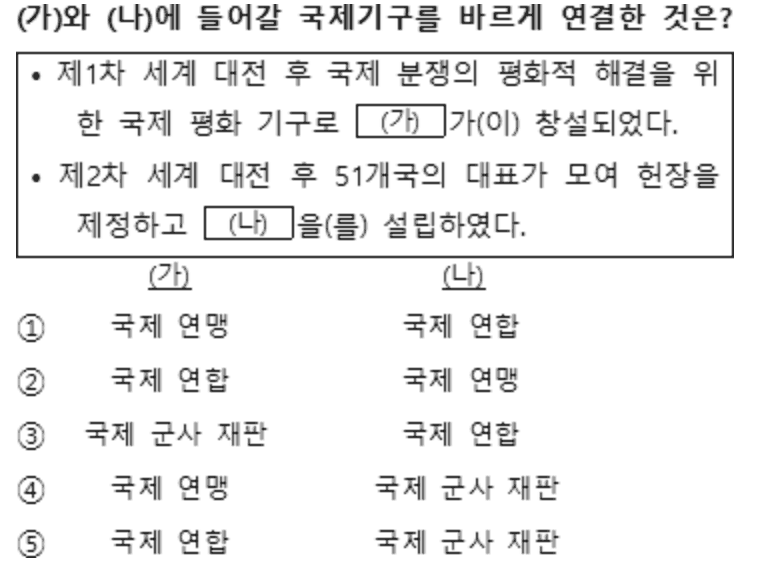 (가)와 (나)에 들어갈 국제기구를 바르게 연결한 것은?
• 제1차 세계 대전 후 국제 분쟁의 평화적 해결을 위
한 국제 평화 기구로 (가) 가(이) 창설되었다.
• 제2차 세계 대전 후 51개국의 대표가 모여 헌장을
제정하고 (나) 을(를) 설립하였다.
(가) (나)
① 국제 연맹 국제 연합
② 국제 연합 국제 연맹
③ 국제 군사 재판 국제 연합
④ 국제 연맹 국제 군사 재판
⑤ 국제 연합 국제 군사 재판